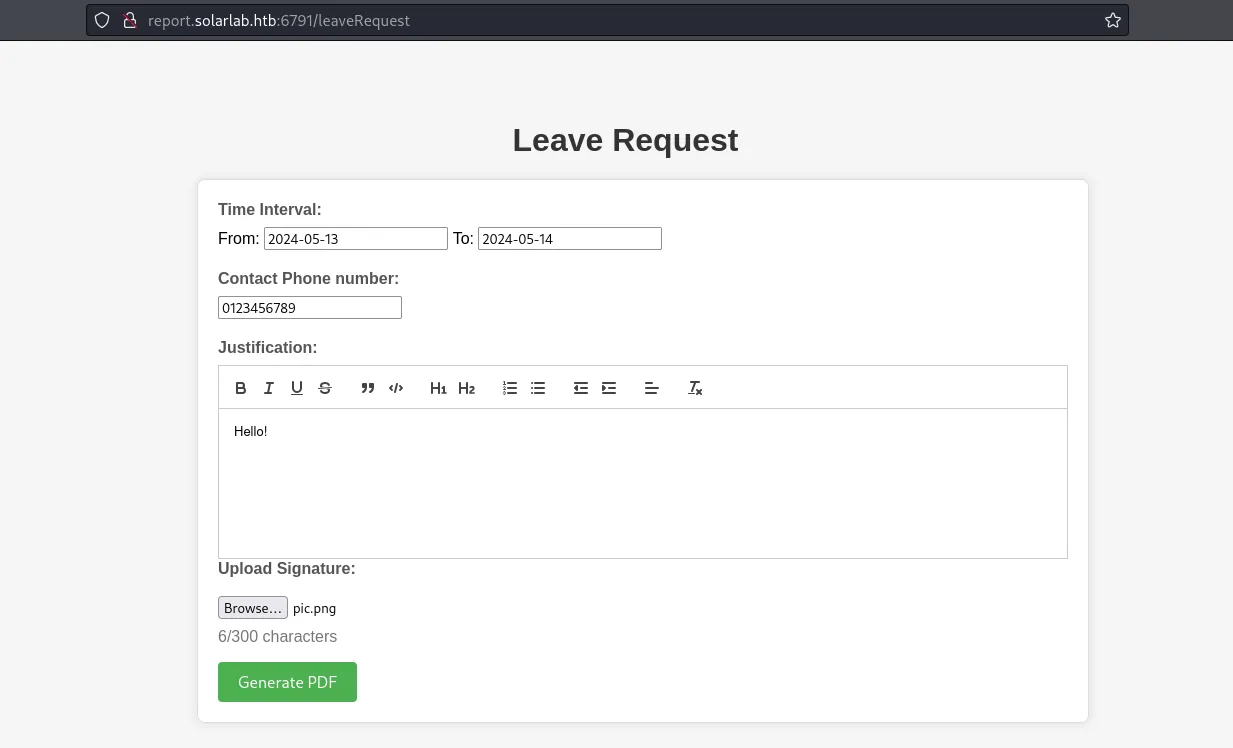 report.solarlab.htb:6791/leaveRequest
Leave Request
Time Interval:
From: 2024-05-13 To: 2024-05-14
Contact Phone number:
0123456789
Justification:
B I U S H1 H2
Hello!
Upload Signature:
Browse... pic.png
6/300 characters
Generate PDF